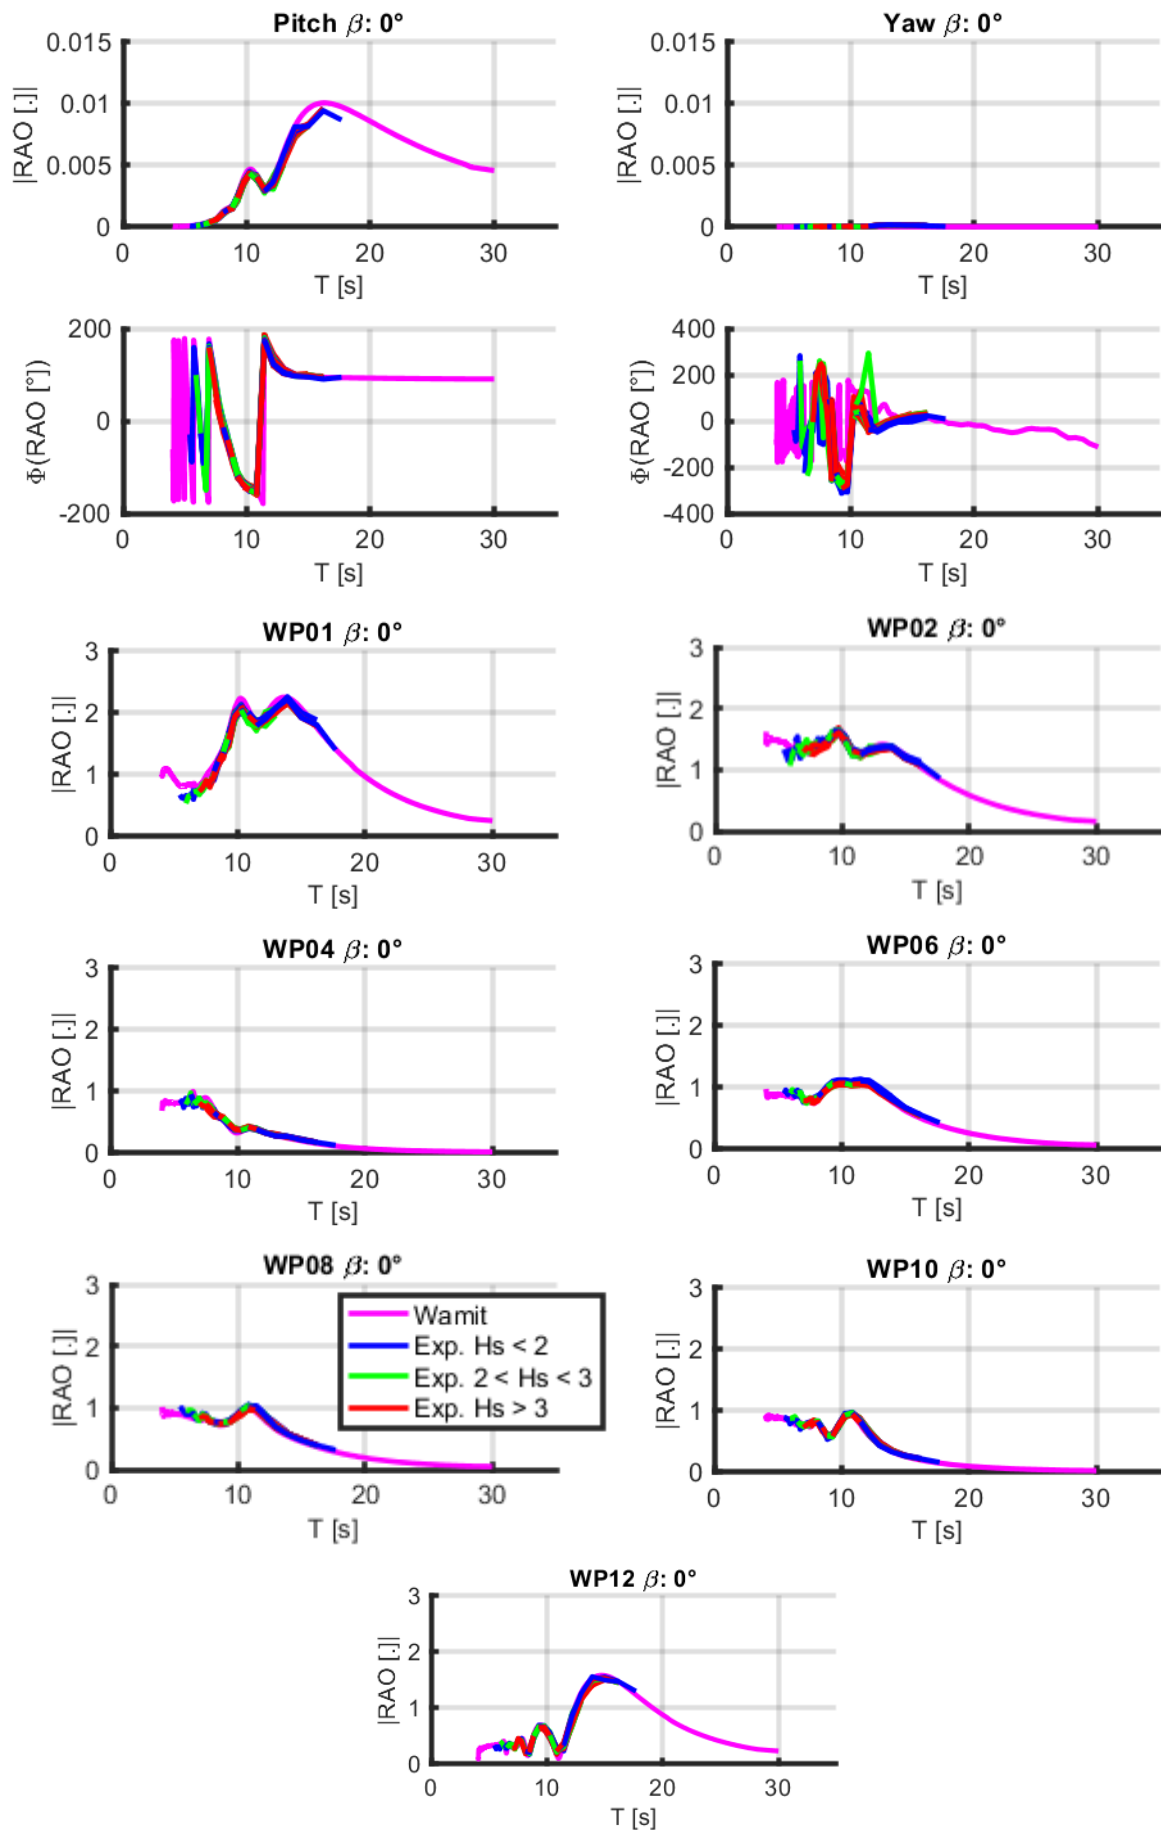 Pitch β: 0°
0.015
0.01
0.005
0
|RAO [.]|
0 10 20 30
T [s]
Yaw β: 0°
0.015
0.01
0.005
0
|RAO [.]|
0 10 20 30
T [s]
200
0
-200
Φ(RAO [°])
0 10 20 30
T [s]
400
200
0
-200
-400
Φ(RAO [°])
0 10 20 30
T [s]
WP01 β: 0°
3
2
1
0
|RAO [.]|
0 10 20 30
T [s]
WP02 β: 0°
3
2
1
0
|RAO [.]|
0 10 20 30
T [s]
WP04 β: 0°
3
2
1
0
|RAO [.]|
0 10 20 30
T [s]
WP06 β: 0°
3
2
1
0
|RAO [.]|
0 10 20 30
T [s]
WP08 β: 0°
3
2
1
0
|RAO [.]|
0 10 20 30
T [s]
Wamit
Exp. Hs < 2
Exp. 2 < Hs < 3
Exp. Hs > 3
WP10 β: 0°
3
2
1
0
|RAO [.]|
0 10 20 30
T [s]
WP12 β: 0°
3
2
1
0
|RAO [.]|
0 10 20 30
T [s]